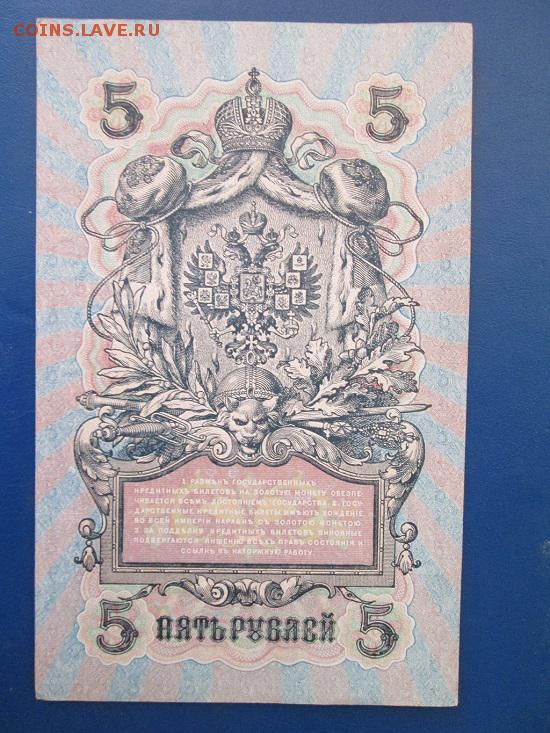 COINS.LAVE.РУ
5 5
1. РАЗМѢНЪ ГОСУДАРСТВЕННЫХЪ
КРЕДИТНЫХЪ БИЛЕТОВЪ НА ЗОЛОТУЮ МОНЕТУ ОБЕЗПЕ-
ЧИВАЕТСЯ ВСѢМЪ ДОСТОЯНІЕМЪ ГОСУДАРСТВА. 2. ГОСУ-
ДАРСТВЕННЫЕ КРЕДИТНЫЕ БИЛЕТЫ ИМѢЮТЪ ХОЖДЕНІЕ
ВО ВСЕЙ ИМПЕРІИ НАРАВНѢ СЪ ЗОЛОТОЮ МОНЕТОЮ.
3. ЗА ПОДДѢЛКУ КРЕДИТНЫХЪ БИЛЕТОВЪ ВИНОВНЫЕ
ПОДВЕРГАЮТСЯ ЛИШЕНІЮ ВСѢХЪ ПРАВЪ СОСТОЯНІЯ И
ССЫЛКѢ ВЪ КАТОРЖНУЮ РАБОТУ.
5 ПЯТЬ РУБЛЕЙ 5